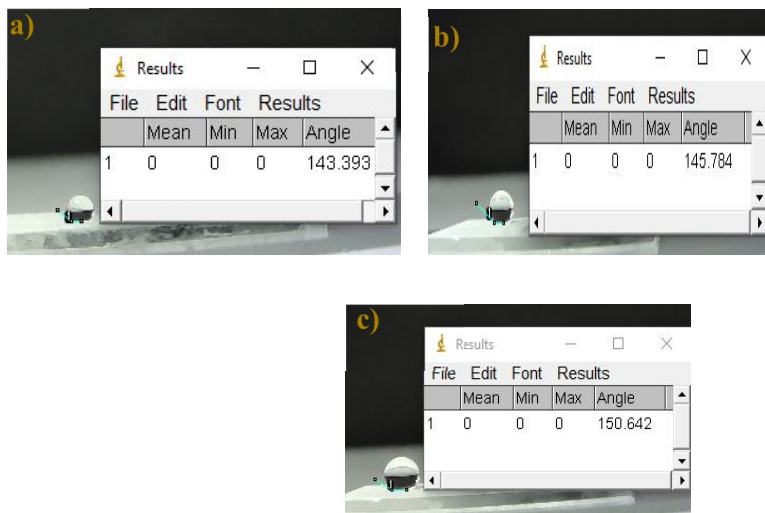 a)
Results
File Edit Font Results
Mean Min Max Angle
1 0 0 0 143.393
b)
Results
File Edit Font Results
Mean Min Max Angle
1 0 0 0 145.784
c)
Results
File Edit Font Results
Mean Min Max Angle
1 0 0 0 150.642